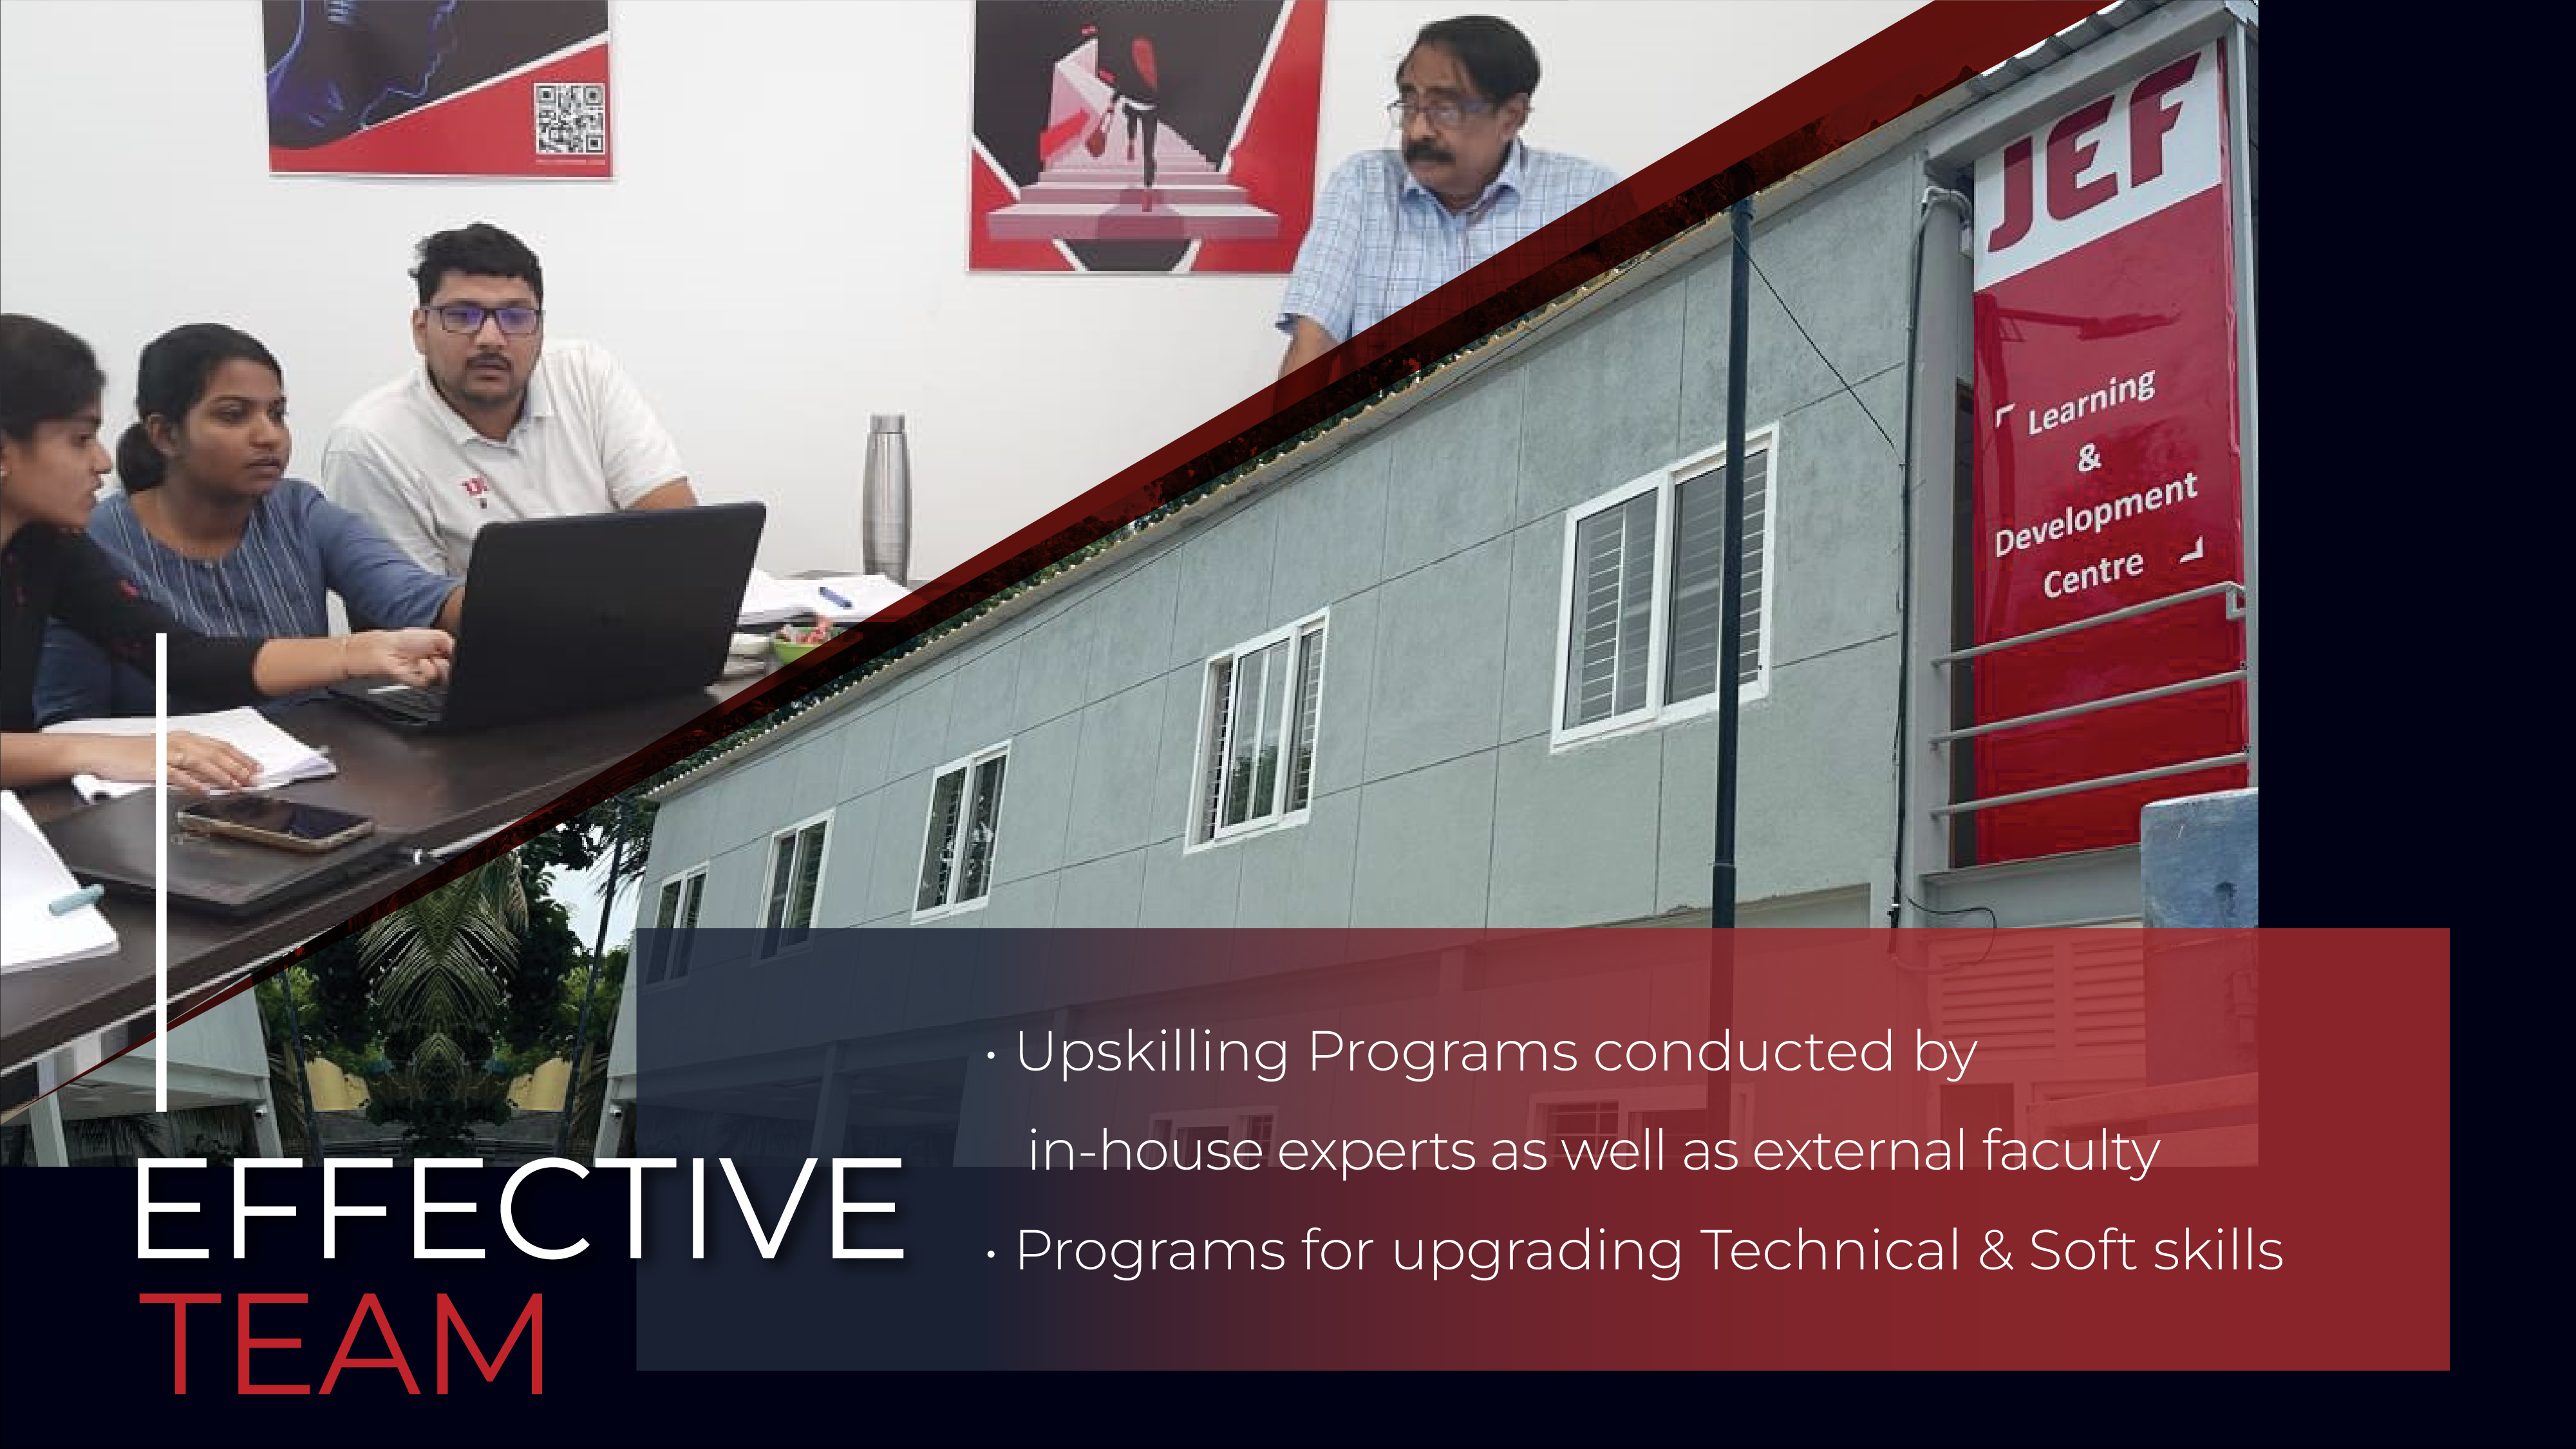 JEF
Learning
&
Development
Centre
• Upskilling Programs conducted by
in-house experts as well as external faculty
• Programs for upgrading Technical & Soft skills
EFFECTIVE
TEAM